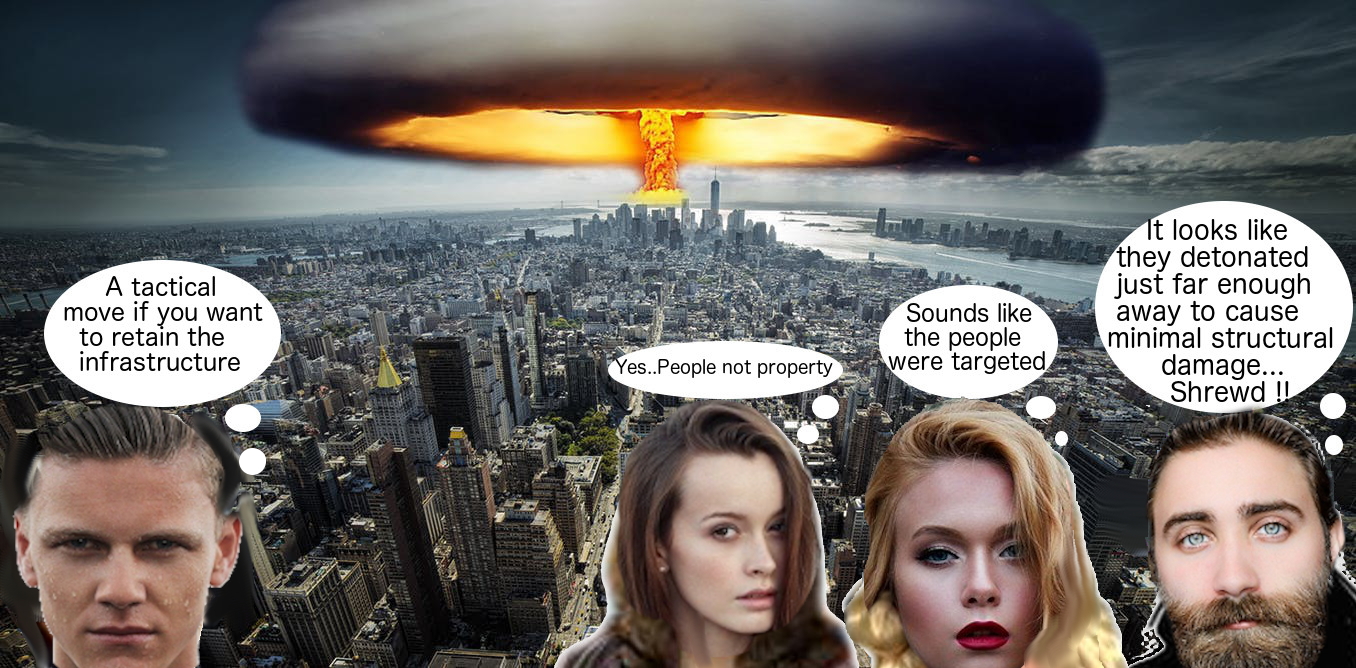 A tactical
move if you want
to retain the
infrastructure
Yes..People not property
Sounds like
the people
were targeted
It looks like
they detonated
just far enough
away to cause
minimal structural
damage...
Shrewd !!